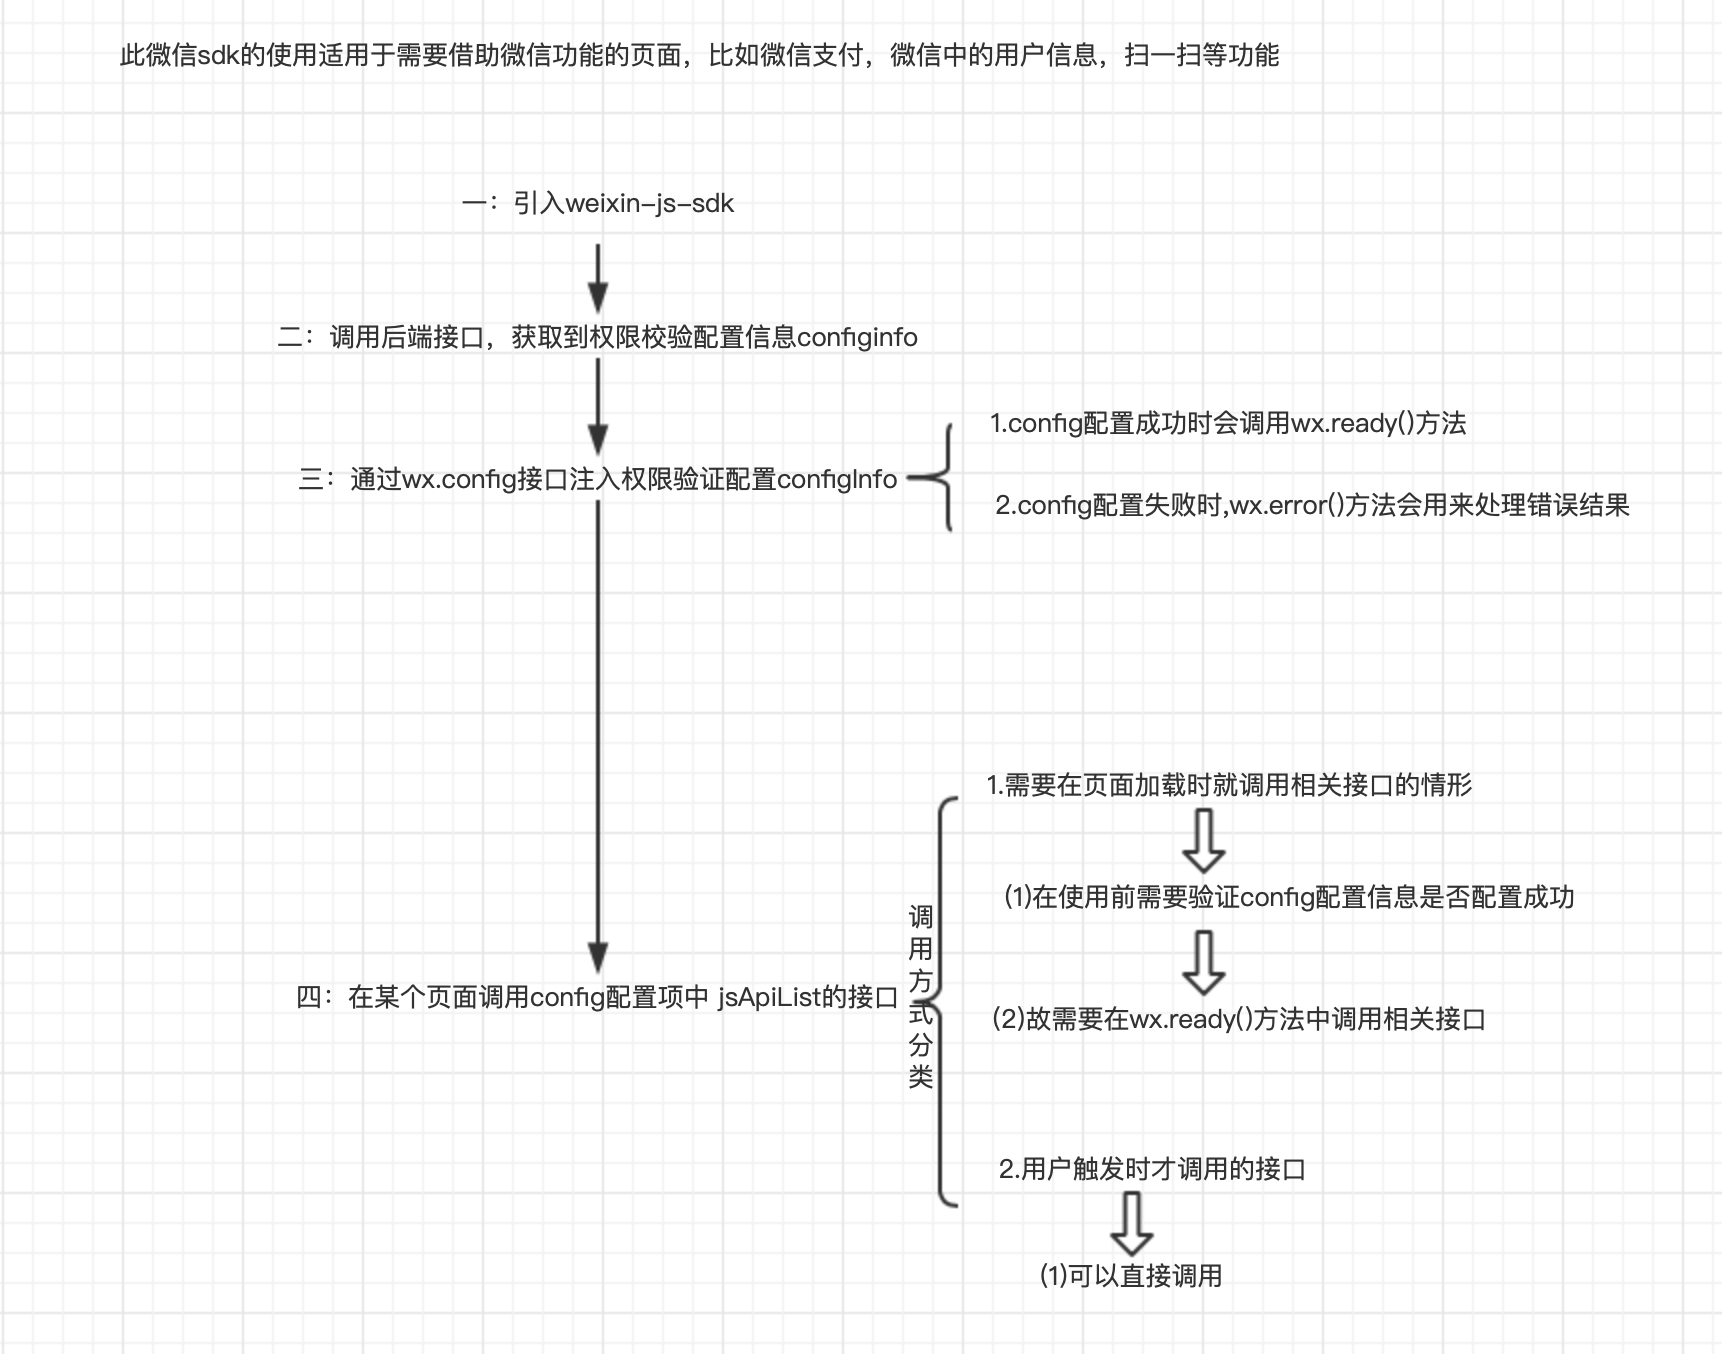 此微信sdk的使用适用于需要借助微信功能的页面，比如微信支付，微信中的用户信息，扫一扫等功能
一：引入weixin-js-sdk
二：调用后端接口，获取到权限校验配置信息configinfo
三：通过wx.config接口注入权限验证配置configInfo
1.config配置成功时会调用wx.ready()方法
2.config配置失败时,wx.error()方法会用来处理错误结果
四：在某个页面调用config配置项中 jsApiList的接口
调用方式分类
1.需要在页面加载时就调用相关接口的情形
(1)在使用前需要验证config配置信息是否配置成功
(2)故需要在wx.ready()方法中调用相关接口
2.用户触发时才调用的接口
(1)可以直接调用